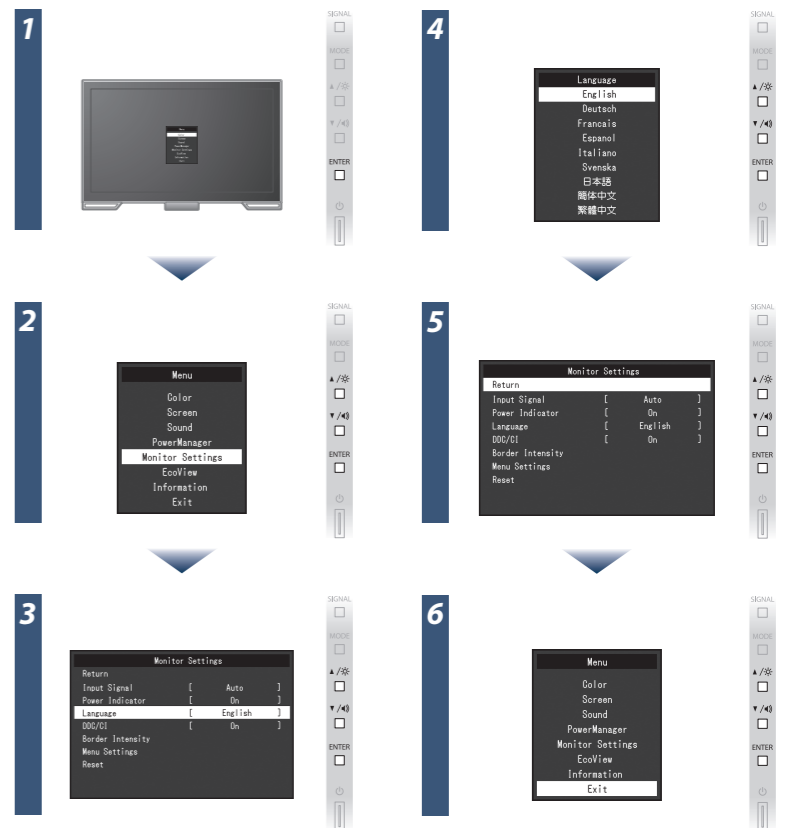 1
SIGNAL
MODE
ENTER
2
Menu
Color
Screen
Sound
PowerManager
Monitor Settings
EcoView
Information
Exit
SIGNAL
MODE
ENTER
3
Monitor Settings
Return
Input Signal [ Auto ]
Power Indicator [ On ]
Language [ English ]
DDC/CI [ On ]
Border Intensity
Menu Settings
Reset
SIGNAL
MODE
ENTER
4
Language
English
Deutsch
Francais
Espanol
Italiano
Svenska
日本語
簡体中文
繁體中文
SIGNAL
MODE
ENTER
5
Monitor Settings
Return
Input Signal [ Auto ]
Power Indicator [ On ]
Language [ English ]
DDC/CI [ On ]
Border Intensity
Menu Settings
Reset
SIGNAL
MODE
ENTER
6
Menu
Color
Screen
Sound
PowerManager
Monitor Settings
EcoView
Information
Exit
SIGNAL
MODE
ENTER